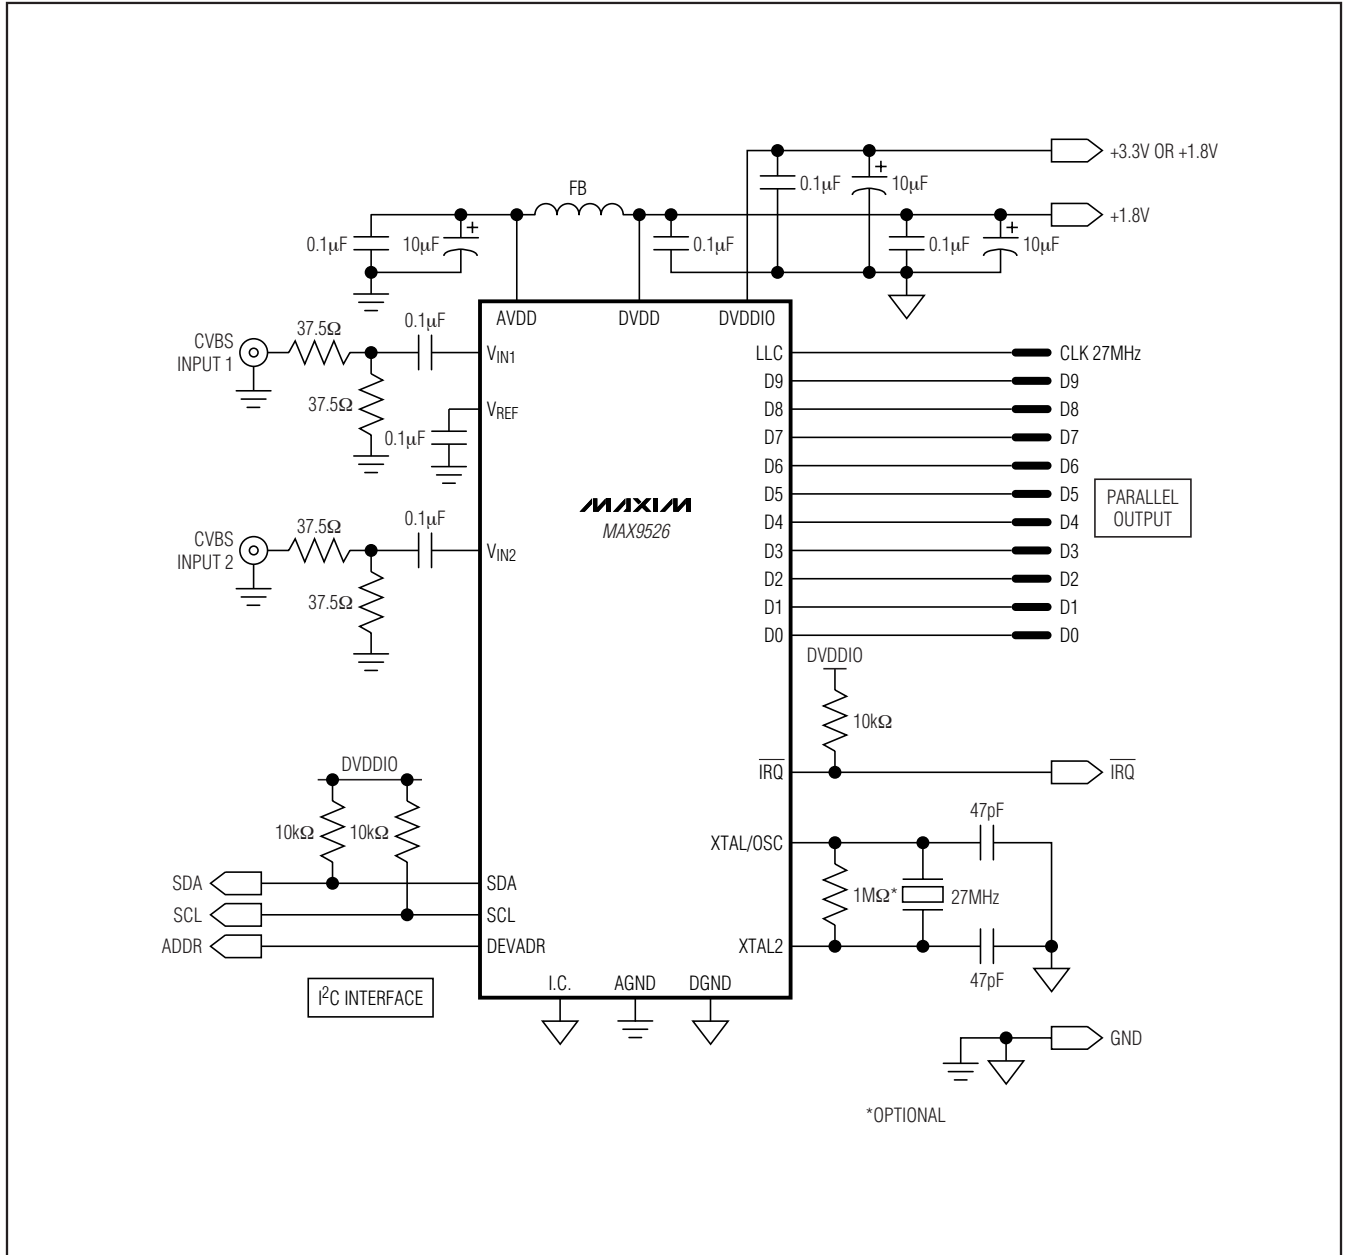 +3.3V OR +1.8V
0.1µF
10µF
FB
+1.8V
0.1µF
10µF
0.1µF
0.1µF
10µF
AVDD
DVDD
DVDDIO
CVBS
INPUT 1
37.5Ω
0.1µF
VIN1
37.5Ω
VREF
0.1µF
MAXIM
MAX9526
CVBS
INPUT 2
37.5Ω
0.1µF
VIN2
37.5Ω
LLC
CLK 27MHz
D9
D9
D8
D8
D7
D7
D6
D6
D5
D5
D4
D4
D3
D3
D2
D2
D1
D1
D0
D0
PARALLEL
OUTPUT
DVDDIO
10kΩ
IRQ
IRQ
DVDDIO
10kΩ
10kΩ
SDA
SDA
SCL
SCL
ADDR
DEVADR
I²C INTERFACE
47pF
XTAL/OSC
1MΩ*
27MHz
XTAL2
47pF
I.C.
AGND
DGND
GND
*OPTIONAL